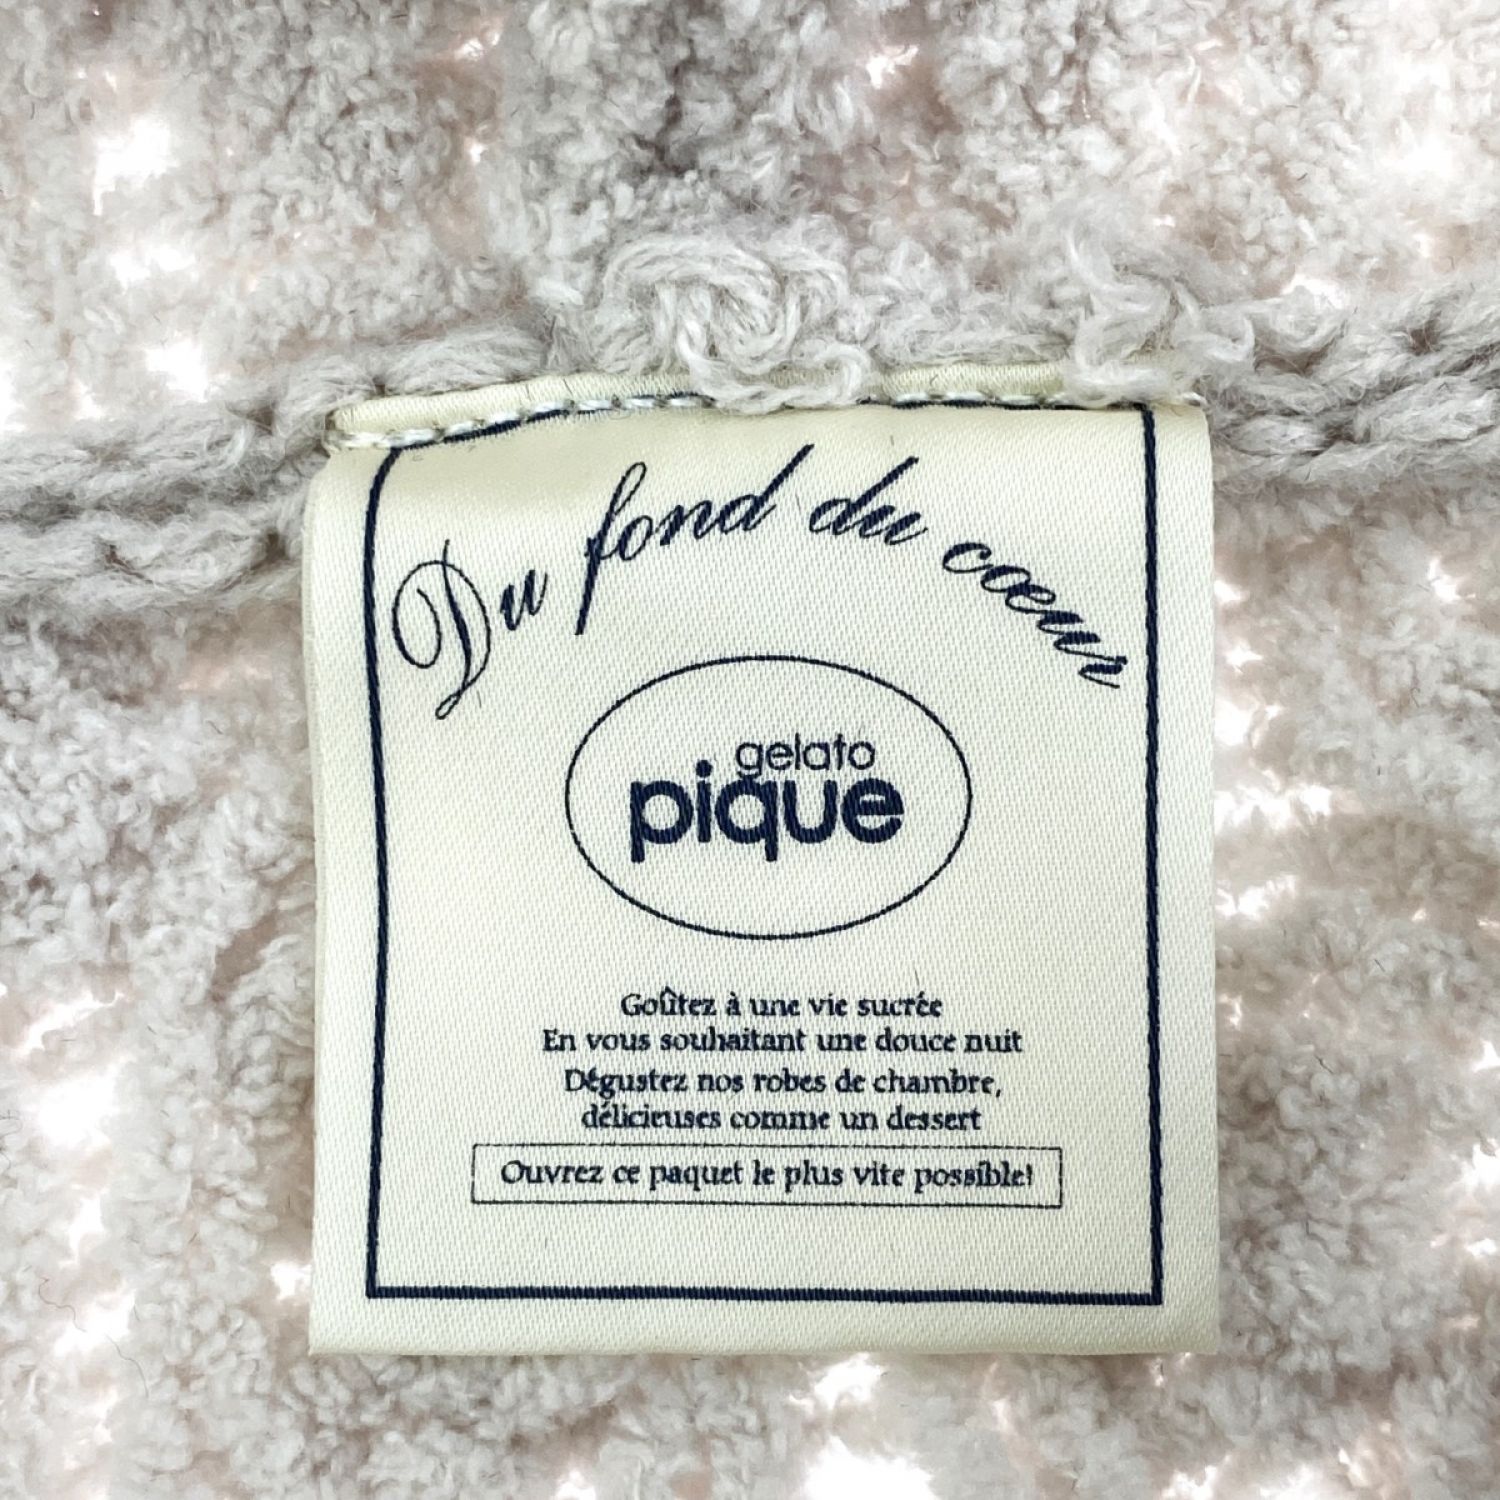 Du fond du cœur
gelato
pique
Goûtez à une vie sucrée
En vous souhaitant une douce nuit
Dégustez nos robes de chambre,
délicieuses comme un dessert
Ouvrez ce paquet le plus vite possible!